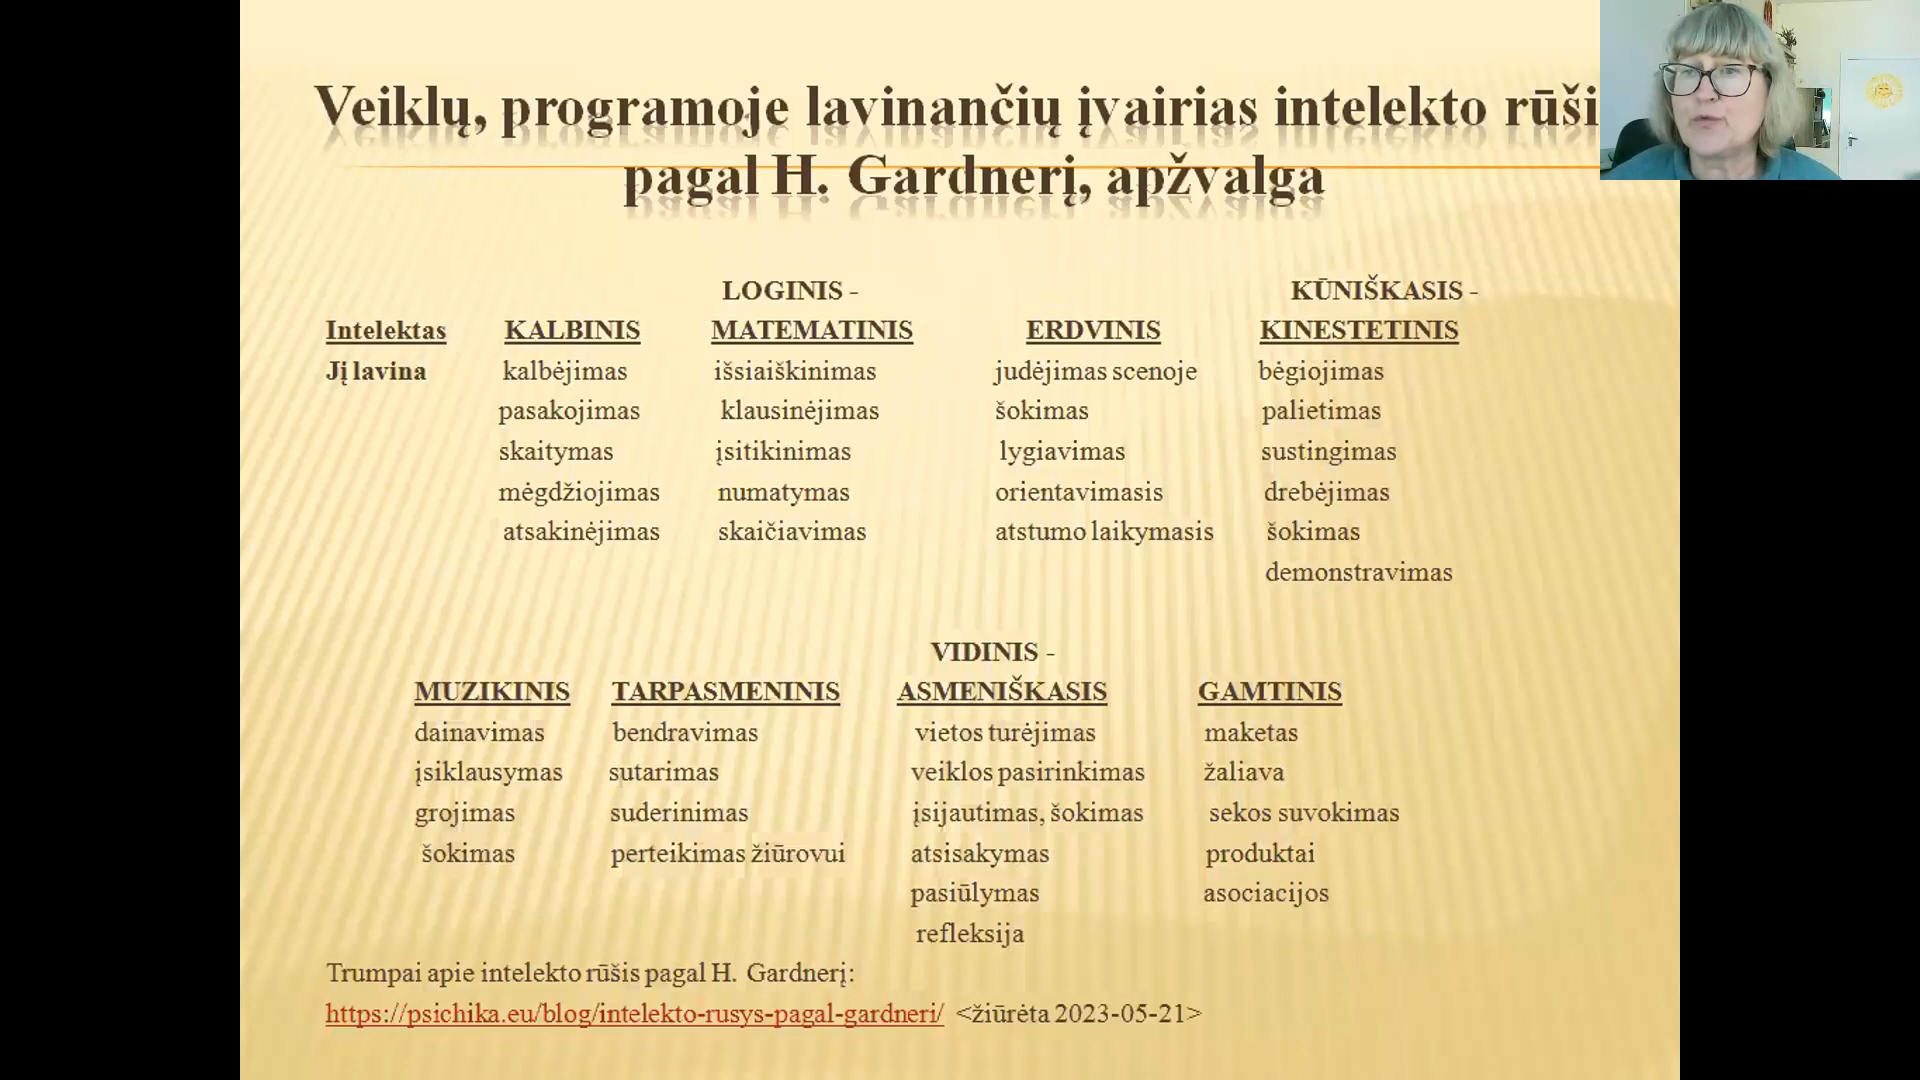 Veiklų, programoje lavinančių įvairias intelekto rūši
pagal H. Gardnerį, apžvalga
LOGINIS - KŪNIŠKASIS -
Intelektas KALBINIS MATEMATINIS ERDVINIS KINESTETINIS
Jį lavina kalbėjimas išsiaiškinimas judėjimas scenoje bėgiojimas
pasakojimas klausinėjimas šokimas palietimas
skaitymas įsitikinimas lygiavimas sustingimas
mėgdžiojimas numatymas orientavimasis drebėjimas
atsakinėjimas skaičiavimas atstumo laikymasis šokimas
demonstravimas
VIDINIS -
MUZIKINIS TARPASMENINIS ASMENIŠKASIS GAMTINIS
dainavimas bendravimas vietos turėjimas maketas
įsiklausymas sutarimas veiklos pasirinkimas žaliava
grojimas suderinimas įsijautimas, šokimas sekos suvokimas
šokimas perteikimas žiūrovui atsisakymas produktai
pasiūlymas asociacijos
refleksija
Trumpai apie intelekto rūšis pagal H. Gardnerį:
https://psichika.eu/blog/intelekto-rusys-pagal-gardneri/ <žiūrėta 2023-05-21>